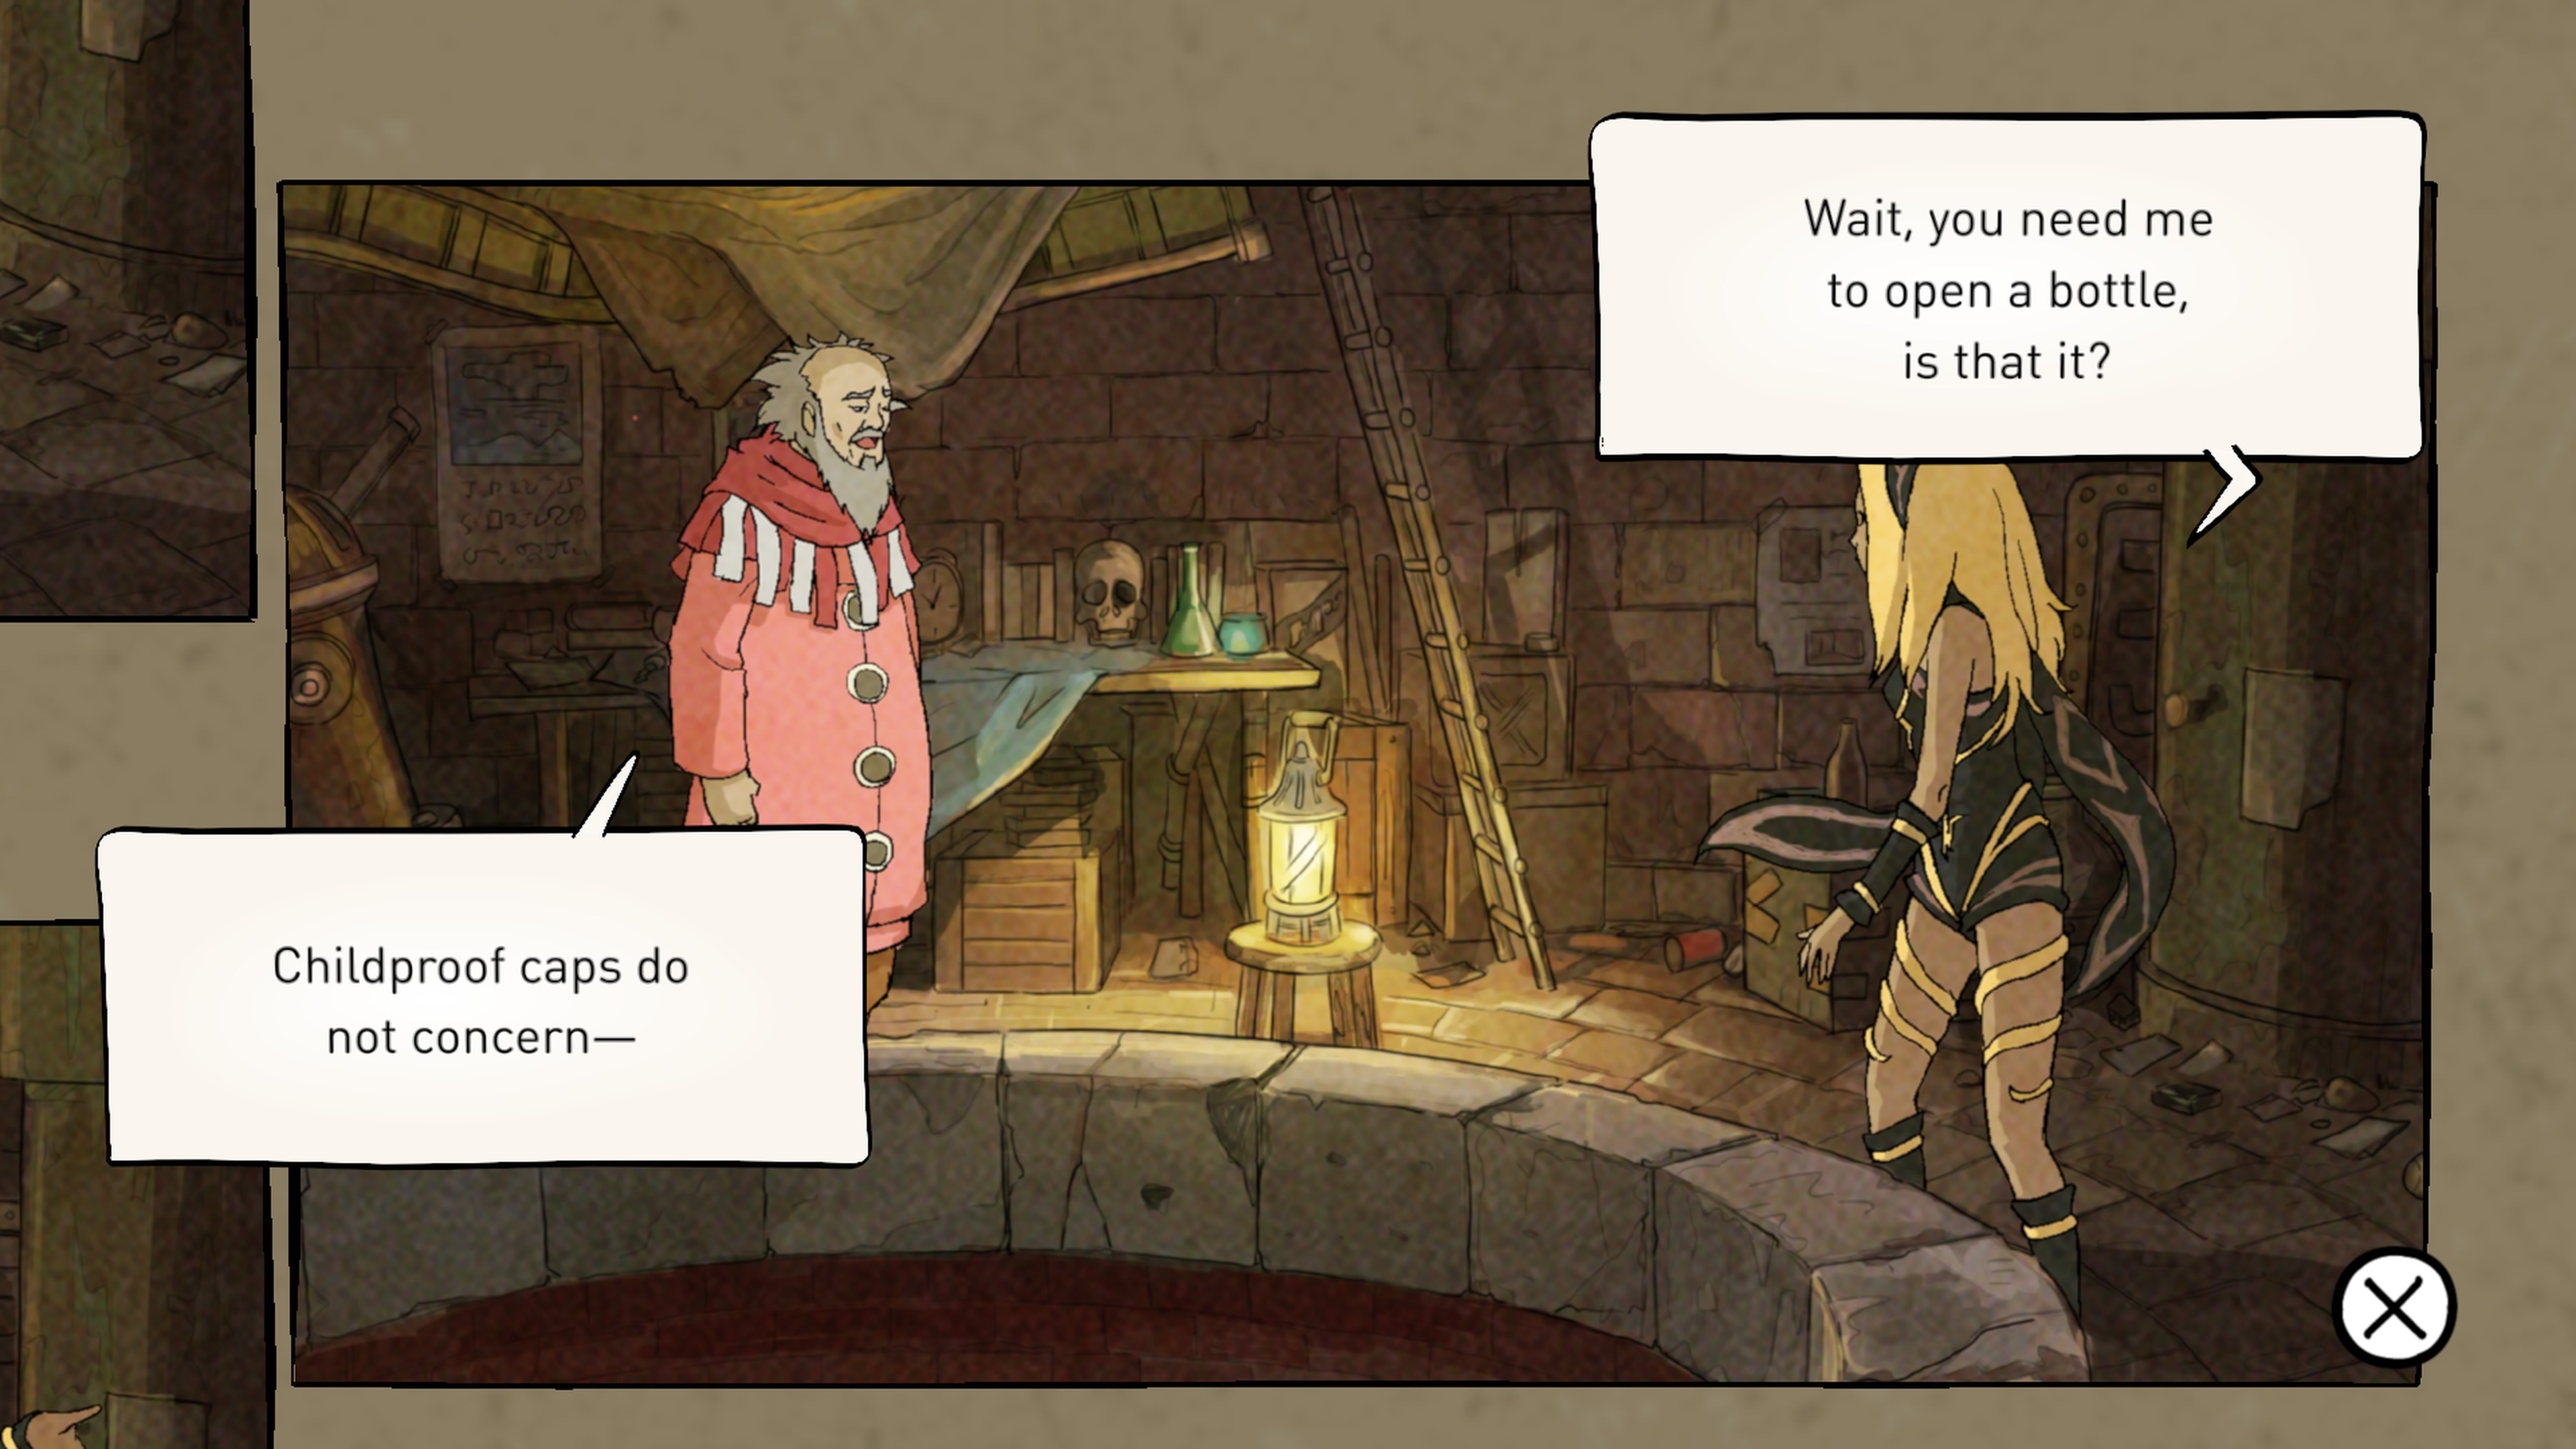 Wait, you need me
to open a bottle,
is that it?
Childproof caps do
not concern—